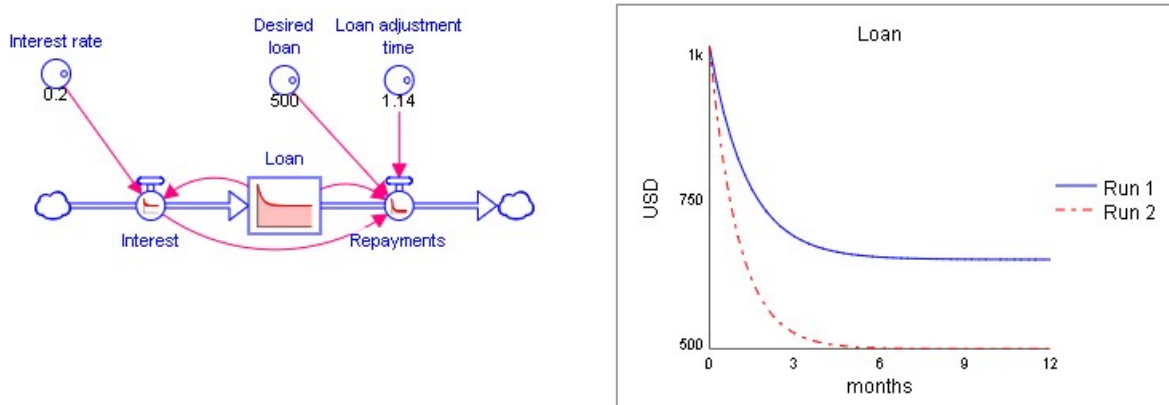 Interest rate
0.2
Desired
loan
500
Loan adjustment
time
1.14
Loan
Interest
Repayments
Loan
1k
750
500
USD
0
3
6
9
12
months
Run 1
Run 2